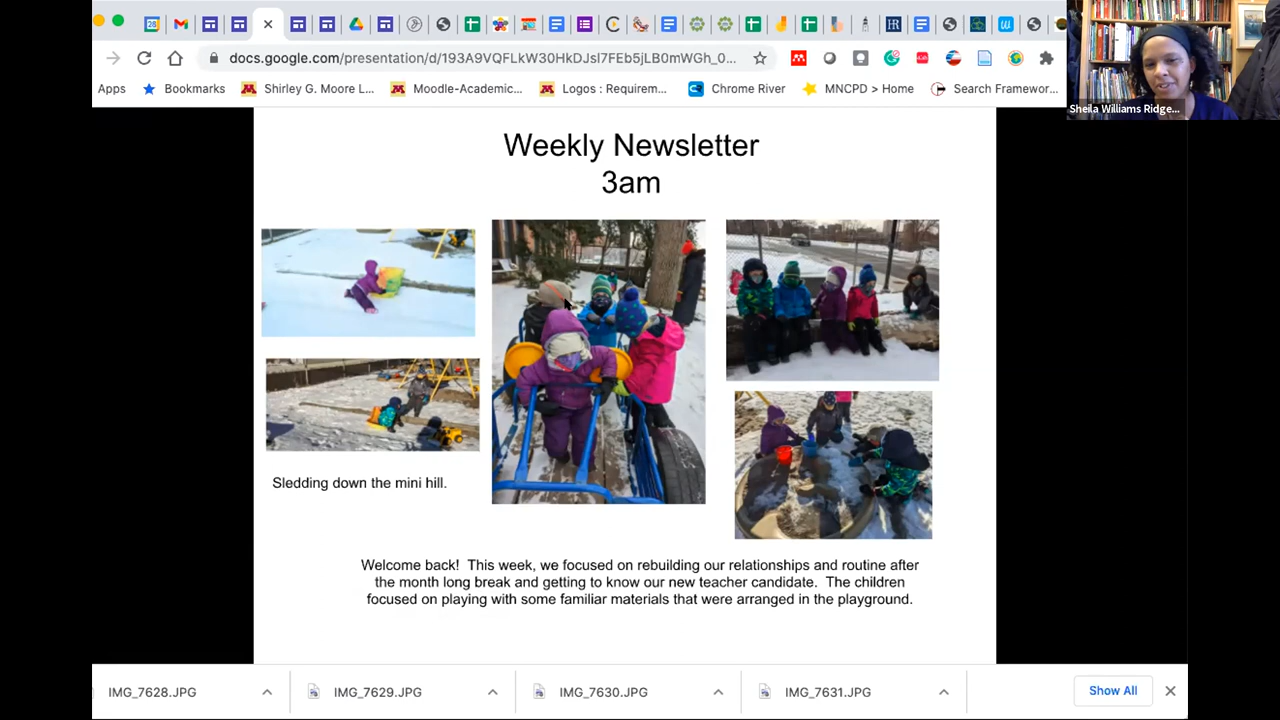 docs.google.com/presentation/d/193A9VQFLkW30HkDJsl7FEb5jLB0mWGh_0...
Apps Bookmarks Shirley G. Moore L... Moodle-Academic... Logos : Requirem... Chrome River MNCPD > Home Search Framewor...
Sheila Williams Ridge...
Weekly Newsletter
3am
Sledding down the mini hill.
Welcome back! This week, we focused on rebuilding our relationships and routine after
the month long break and getting to know our new teacher candidate. The children
focused on playing with some familiar materials that were arranged in the playground.
IMG_7628.JPG IMG_7629.JPG IMG_7630.JPG IMG_7631.JPG Show All